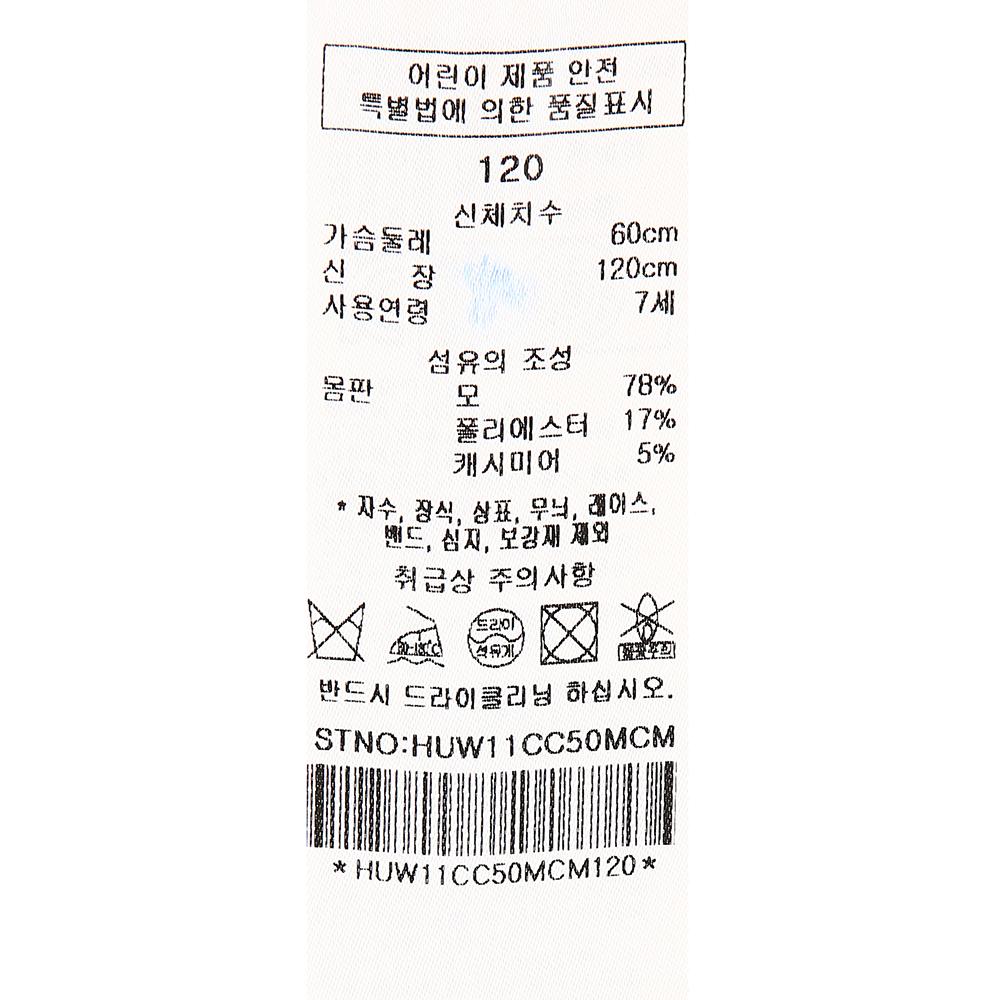 어린이 제품 안전
특별법에 의한 품질표시
120
신체치수
가슴둘레 60cm
신 장 120cm
사용연령 7세
섬유의 조성
몸판 모 78%
폴리에스터 17%
캐시미어 5%
* 자수, 장식, 상표, 무늬, 레이스,
밴드, 심지, 보강재 제외
취급상 주의사항
드라이
석유계
반드시 드라이클리닝 하십시오.
STNO:HUW11CC50MCM
*HUW11CC50MCM120*